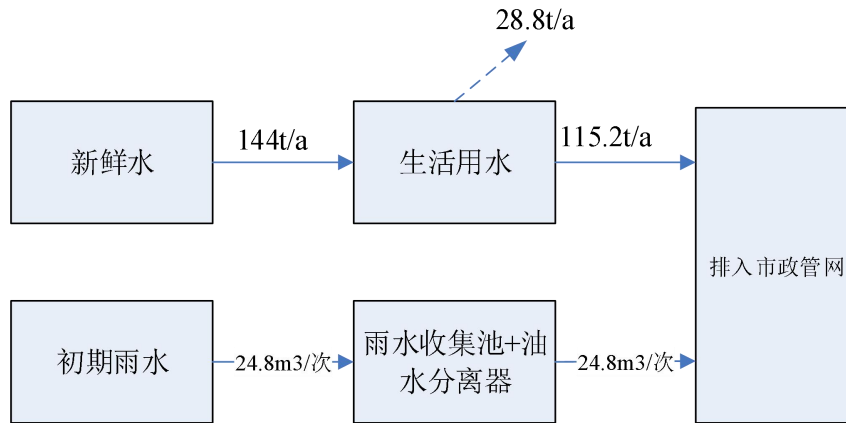 28.8t/a
新鲜水
144t/a
生活用水
115.2t/a
排入市政管网
初期雨水
24.8m3/次
雨水收集池+油
水分离器
24.8m3/次